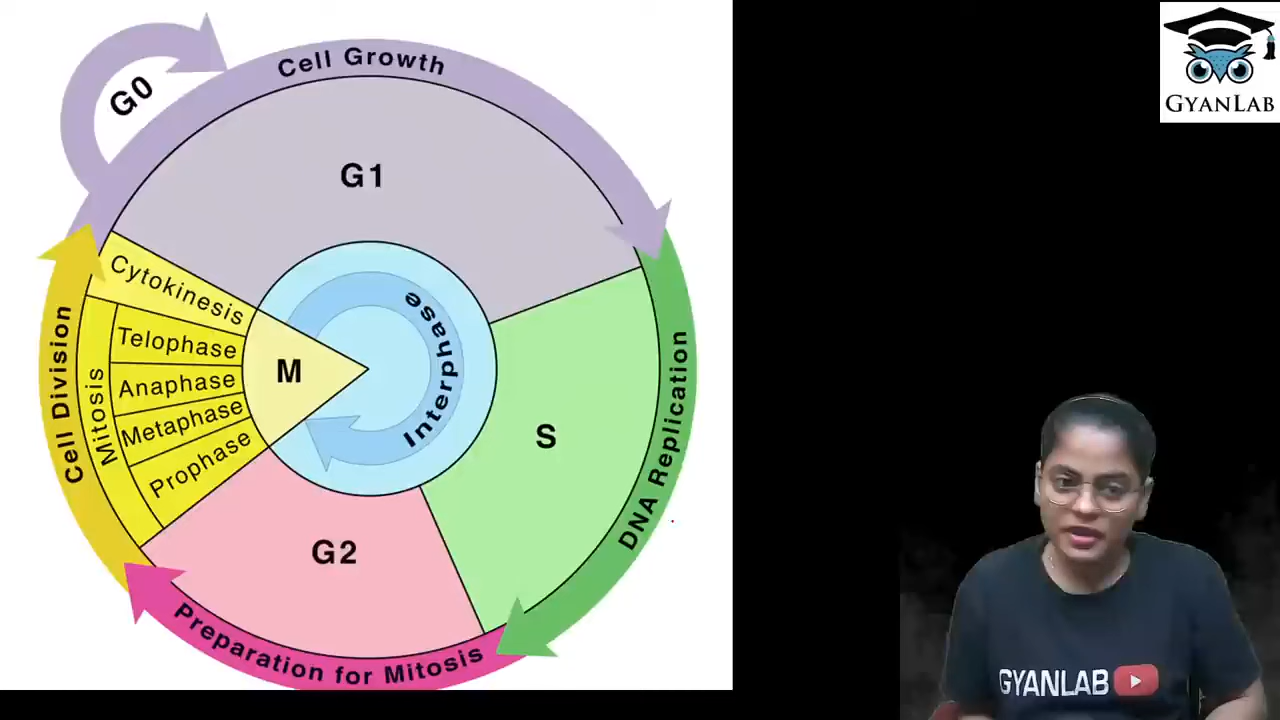 G0
Cell Growth
G1
GYANLAB
Cytokinesis
Telophase
Anaphase
Metaphase
Prophase
Mitosis
Cell Division
M
Interphase
S
DNA Replication
G2
Preparation for Mitosis
GYANLAB